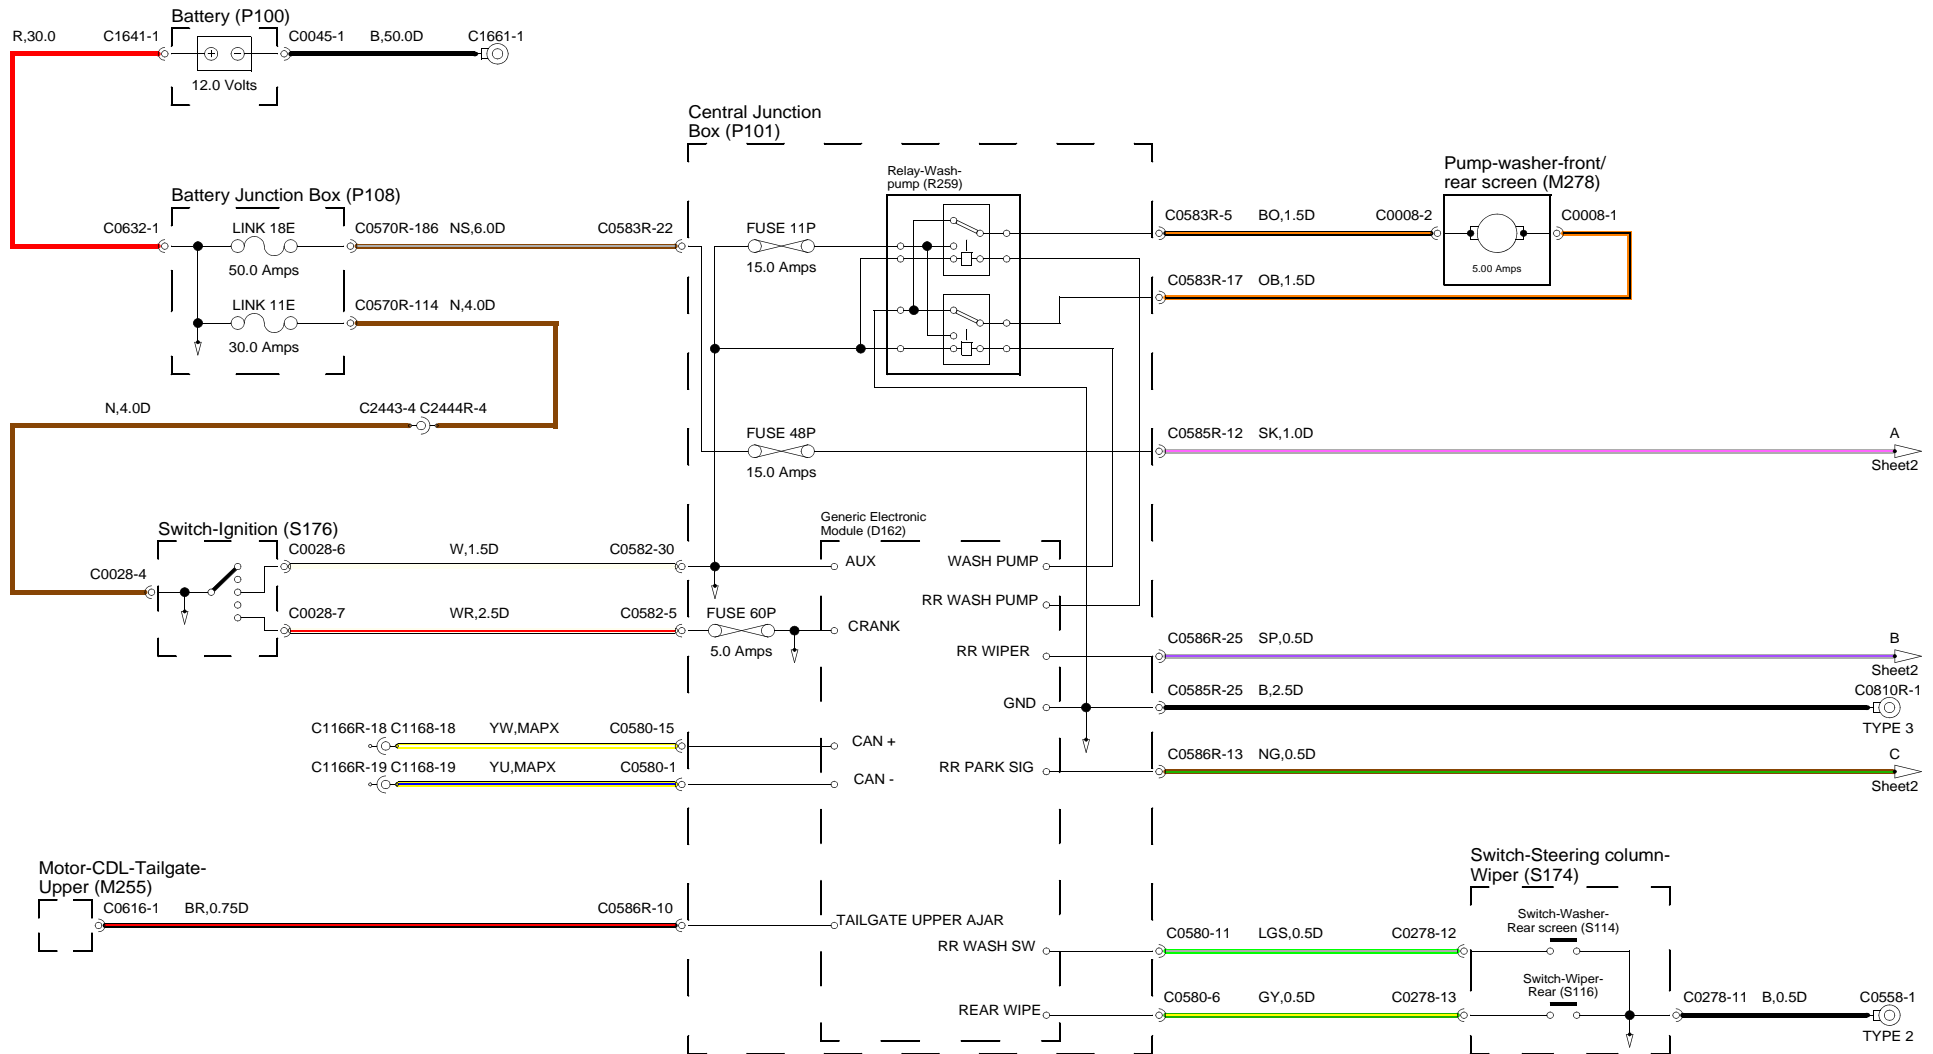 Battery (P100)
R,30.0
C1641-1
C0045-1
B,50.0D
C1661-1
12.0 Volts
Central Junction
Box (P101)
Battery Junction Box (P108)
C0632-1
LINK 18E
50.0 Amps
C0570R-186
NS,6.0D
C0583R-22
LINK 11E
30.0 Amps
C0570R-114
N,4.0D
Relay-Wash-
pump (R259)
FUSE 11P
15.0 Amps
Pump-washer-front/
rear screen (M278)
C0583R-5
BO,1.5D
C0008-2
C0008-1
5.00 Amps
C0583R-17
OB,1.5D
N,4.0D
C2443-4
C2444R-4
FUSE 48P
15.0 Amps
C0585R-12
SK,1.0D
A
Sheet2
Switch-Ignition (S176)
C0028-4
C0028-6
W,1.5D
C0582-30
C0028-7
WR,2.5D
C0582-5
FUSE 60P
5.0 Amps
Generic Electronic
Module (D162)
AUX
WASH PUMP
RR WASH PUMP
CRANK
RR WIPER
C0586R-25
SP,0.5D
B
Sheet2
GND
C0585R-25
B,2.5D
C0810R-1
TYPE 3
C1166R-18
C1168-18
YW,MAPX
C0580-15
CAN +
C1166R-19
C1168-19
YU,MAPX
C0580-1
CAN -
RR PARK SIG
C0586R-13
NG,0.5D
C
Sheet2
Motor-CDL-Tailgate-
Upper (M255)
C0616-1
BR,0.75D
C0586R-10
TAILGATE UPPER AJAR
Switch-Steering column-
Wiper (S174)
RR WASH SW
C0580-11
LGS,0.5D
C0278-12
Switch-Washer-
Rear screen (S114)
REAR WIPE
C0580-6
GY,0.5D
C0278-13
Switch-Wiper-
Rear (S116)
C0278-11
B,0.5D
C0558-1
TYPE 2